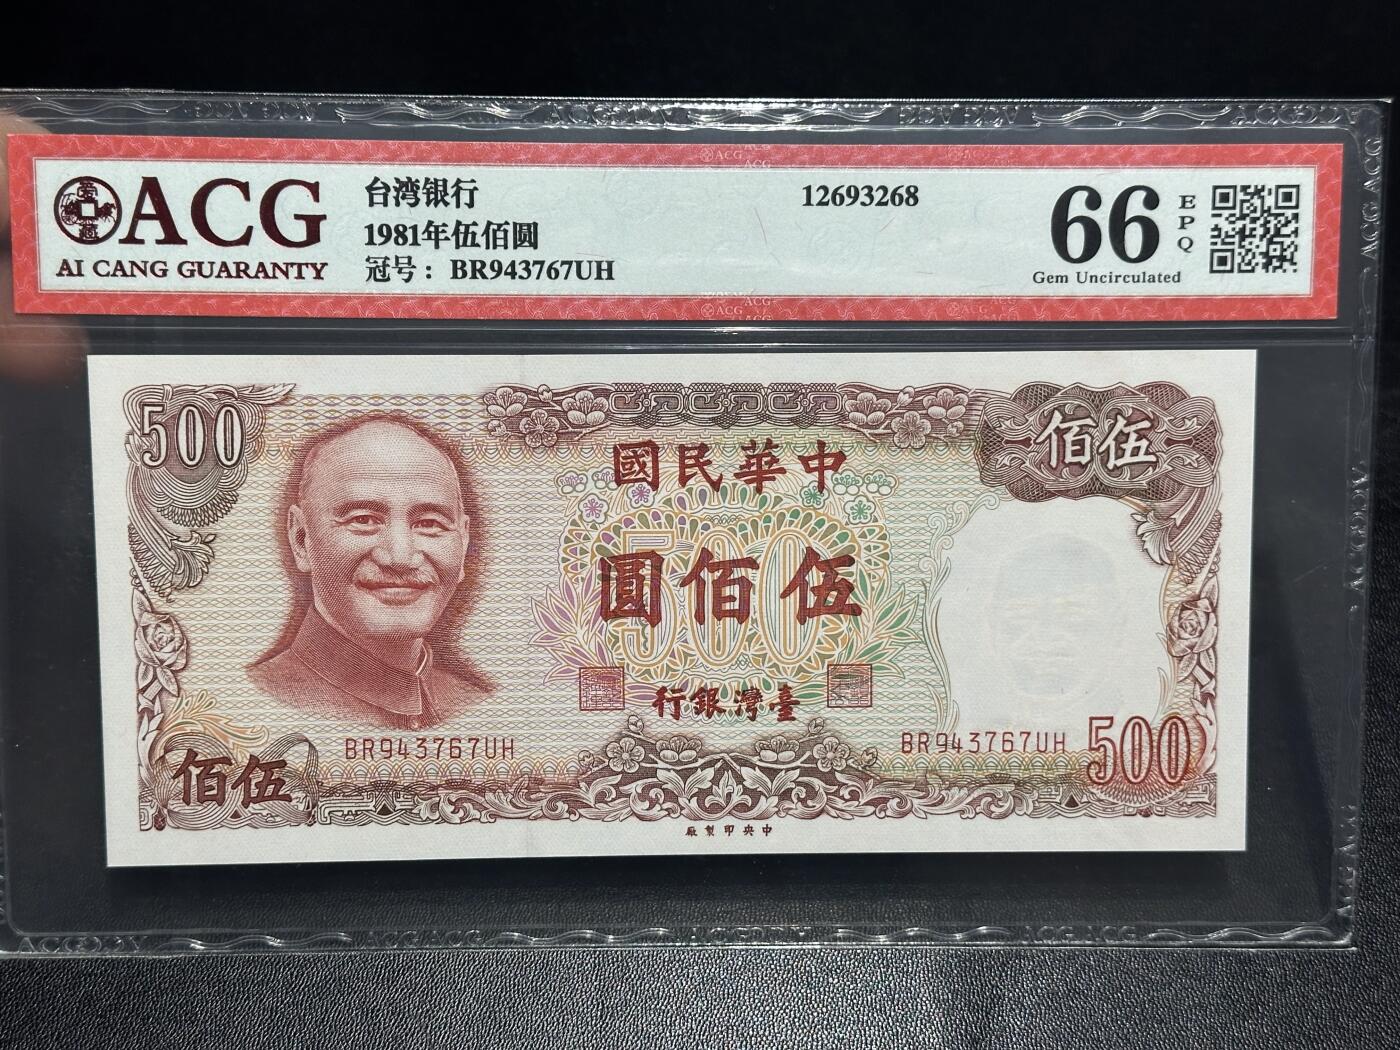 ACG
AI CANG GUARANTY
台湾银行
1981年伍佰圆
冠号： BR943767UH
12693268
66
EPQ
Gem Uncirculated
500
國民華中
佰伍
圓佰伍
500
行銀灣臺
BR943767UH
BR943767UH
佰伍
500
廠製印央中